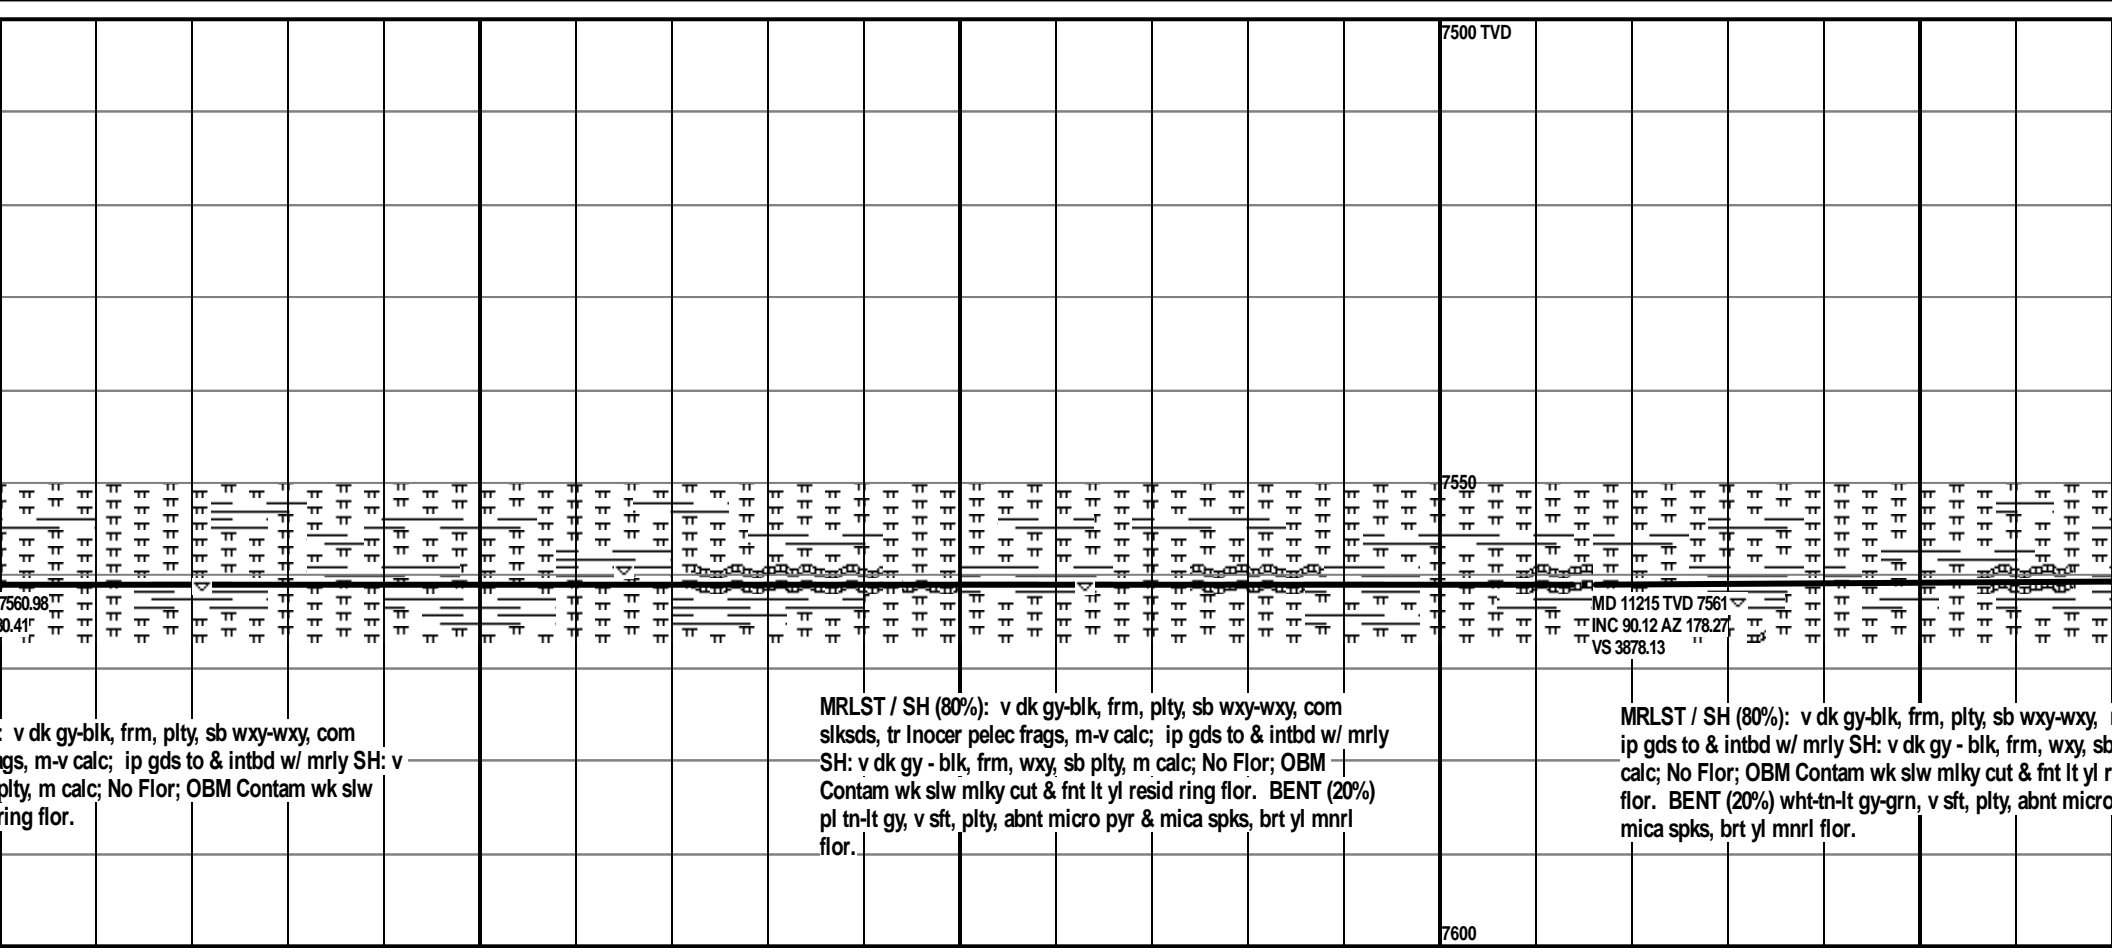 7500 TVD
7550
7560.98
80.41
MD 11215 TVD 7561
INC 90.12 AZ 178.27
VS 3878.13
: v dk gy-blk, frm, plty, sb wxy-wxy, com
ags, m-v calc; ip gds to & intbd w/ mrly SH: v
plty, m calc; No Flor; OBM Contam wk slw
ring flor.
MRLST / SH (80%): v dk gy-blk, frm, plty, sb wxy-wxy, com
slksds, tr Inocer pelec frags, m-v calc; ip gds to & intbd w/ mrly
SH: v dk gy - blk, frm, wxy, sb plty, m calc; No Flor; OBM
Contam wk slw mlky cut & fnt lt yl resid ring flor. BENT (20%)
pl tn-lt gy, v sft, plty, abnt micro pyr & mica spks, brt yl mnrl
flor.
MRLST / SH (80%): v dk gy-blk, frm, plty, sb wxy-wxy,
ip gds to & intbd w/ mrly SH: v dk gy - blk, frm, wxy, sb
calc; No Flor; OBM Contam wk slw mlky cut & fnt lt yl r
flor. BENT (20%) wht-tn-lt gy-grn, v sft, plty, abnt micro
mica spks, brt yl mnrl flor.
7600